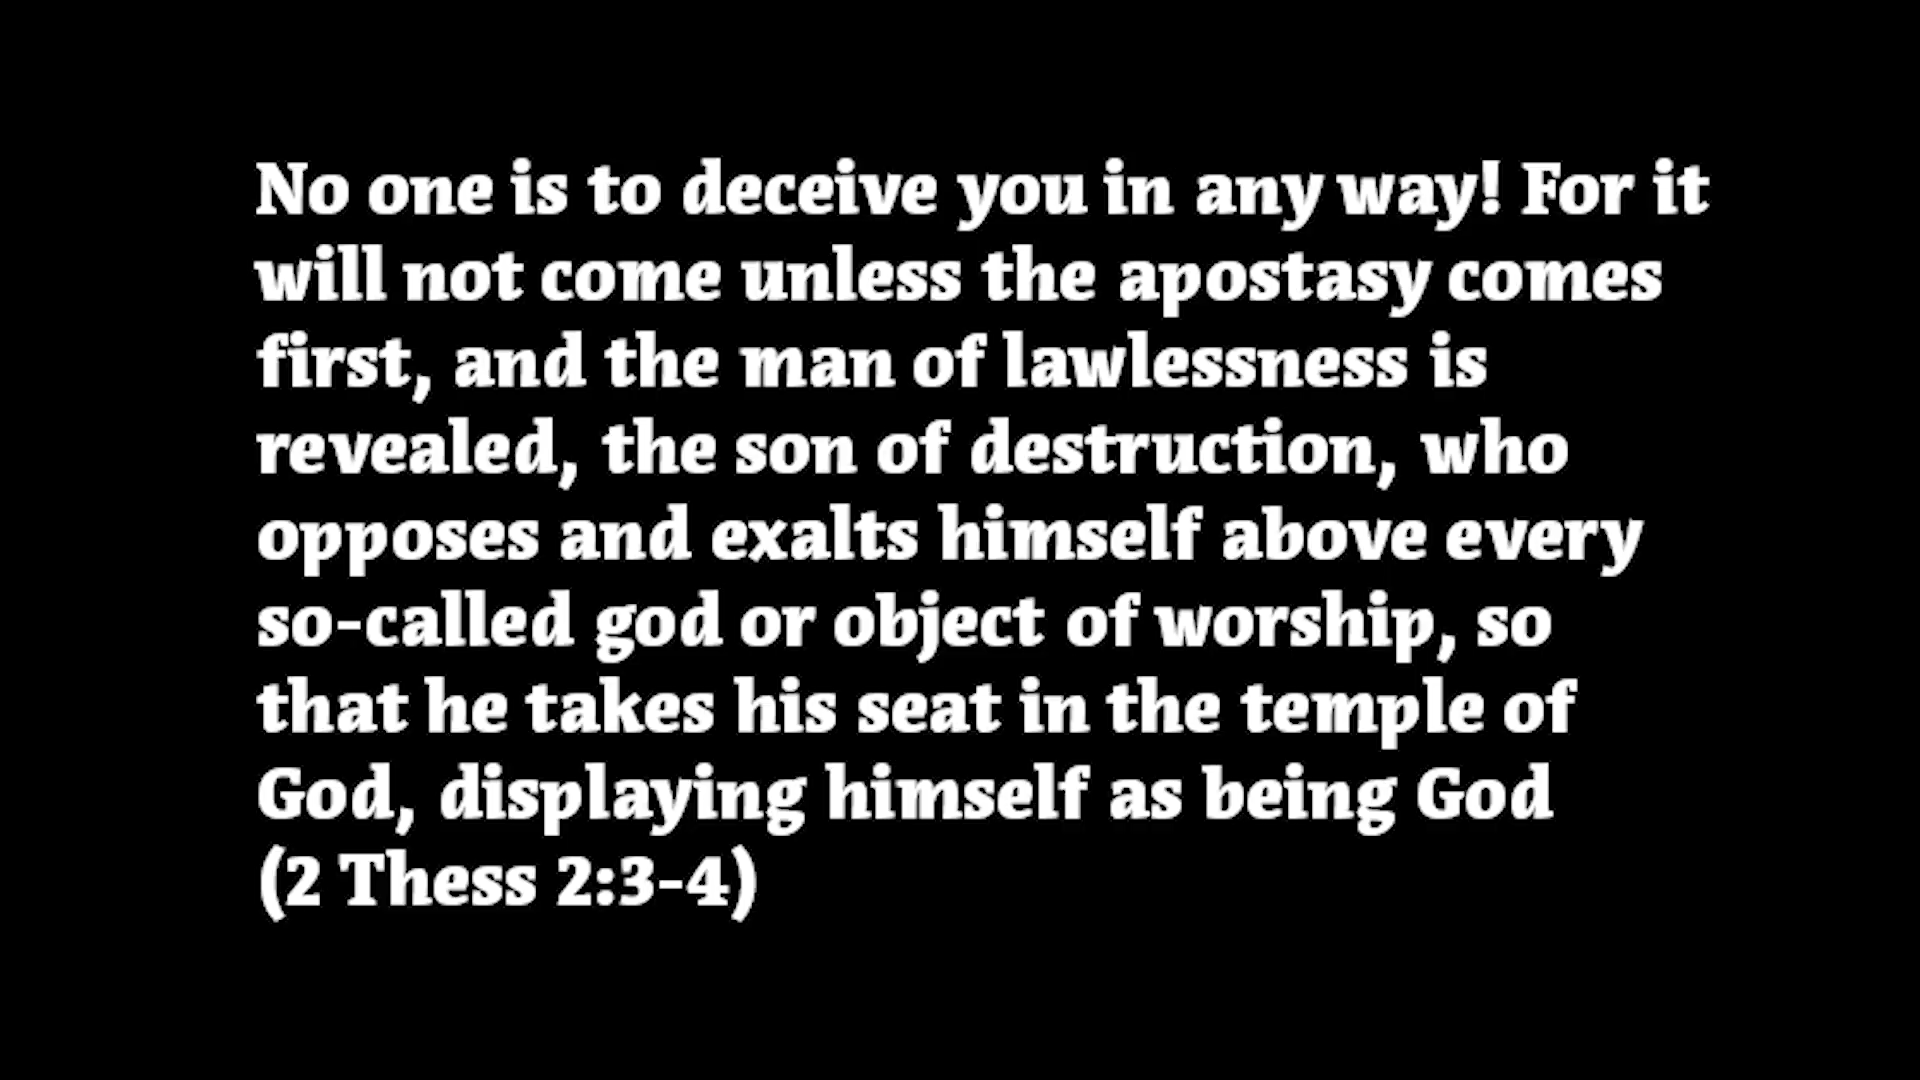 No one is to deceive you in any way! For it
will not come unless the apostasy comes
first, and the man of lawlessness is
revealed, the son of destruction, who
opposes and exalts himself above every
so-called god or object of worship, so
that he takes his seat in the temple of
God, displaying himself as being God
(2 Thess 2:3-4)